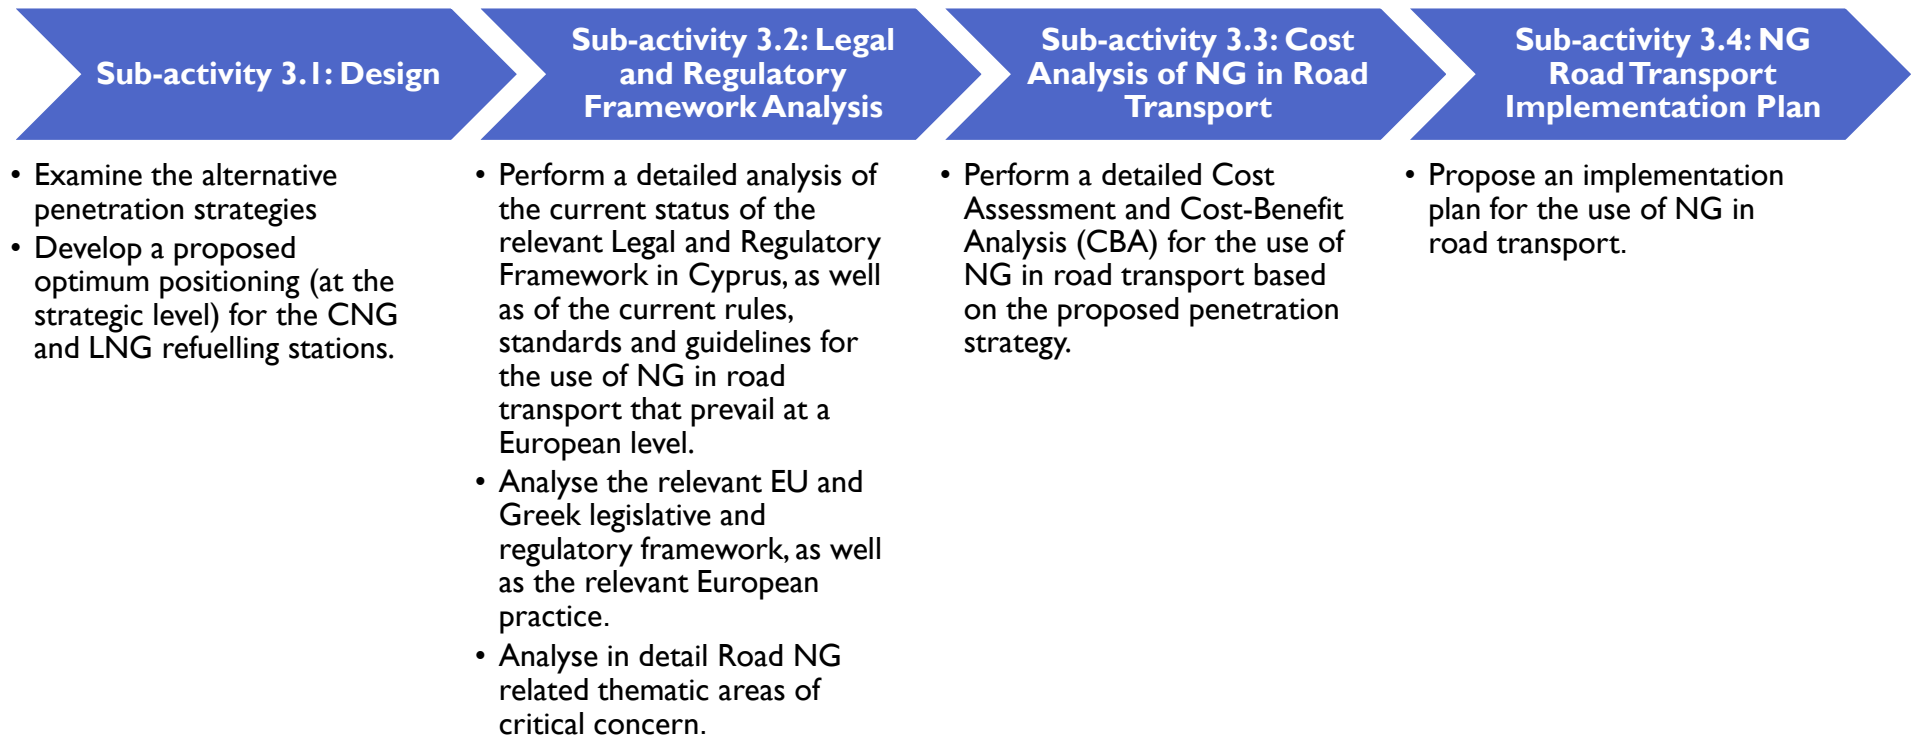 Sub-activity 3.1: Design
• Examine the alternative
penetration strategies
• Develop a proposed
optimum positioning (at the
strategic level) for the CNG
and LNG refuelling stations.
Sub-activity 3.2: Legal
and Regulatory
Framework Analysis
• Perform a detailed analysis of
the current status of the
relevant Legal and Regulatory
Framework in Cyprus, as well
as of the current rules,
standards and guidelines for
the use of NG in road
transport that prevail at a
European level.
• Analyse the relevant EU and
Greek legislative and
regulatory framework, as well
as the relevant European
practice.
• Analyse in detail Road NG
related thematic areas of
critical concern.
Sub-activity 3.3: Cost
Analysis of NG in Road
Transport
• Perform a detailed Cost
Assessment and Cost-Benefit
Analysis (CBA) for the use of
NG in road transport based
on the proposed penetration
strategy.
Sub-activity 3.4: NG
Road Transport
Implementation Plan
• Propose an implementation
plan for the use of NG in
road transport.